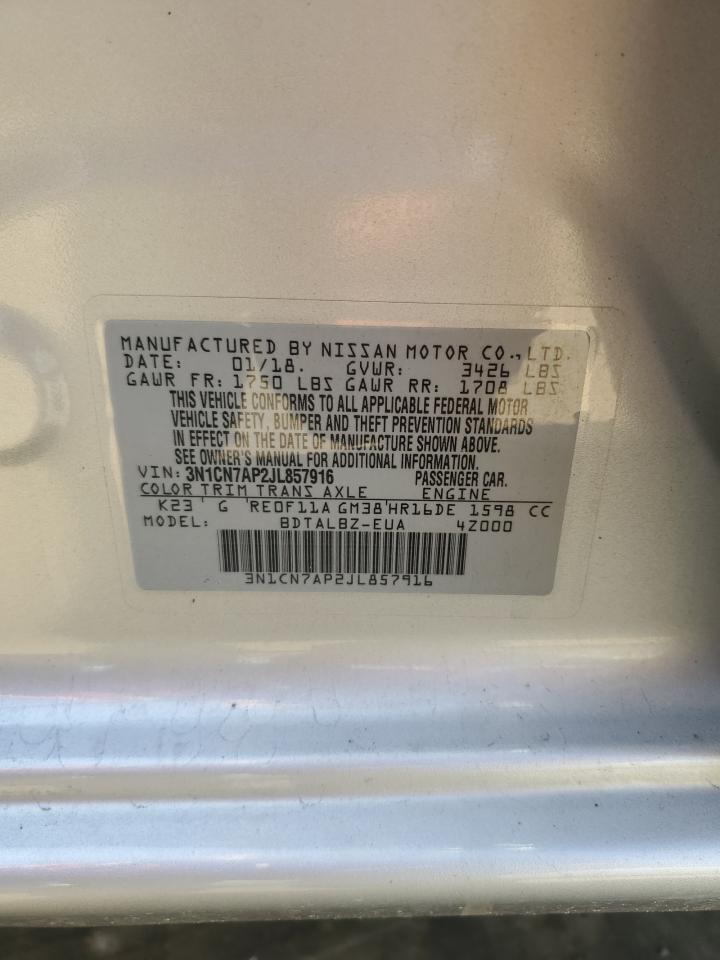 MANUFACTURED BY NISSAN MOTOR CO.,LTD.
DATE: 01/18. GVWR: 3426 LBS
GAWR FR: 1750 LBS GAWR RR: 1708 LBS
THIS VEHICLE CONFORMS TO ALL APPLICABLE FEDERAL MOTOR
VEHICLE SAFETY, BUMPER AND THEFT PREVENTION STANDARDS
IN EFFECT ON THE DATE OF MANUFACTURE SHOWN ABOVE.
SEE OWNER'S MANUAL FOR ADDITIONAL INFORMATION.
VIN: 3N1CN7AP2JL857916 PASSENGER CAR.
COLOR TRIM TRANS AXLE ENGINE
K23 G RE0F11A GM38 HR16DE 1598 CC
MODEL: BDTALBZ-EUA 4Z000
3N1CN7AP2JL857916